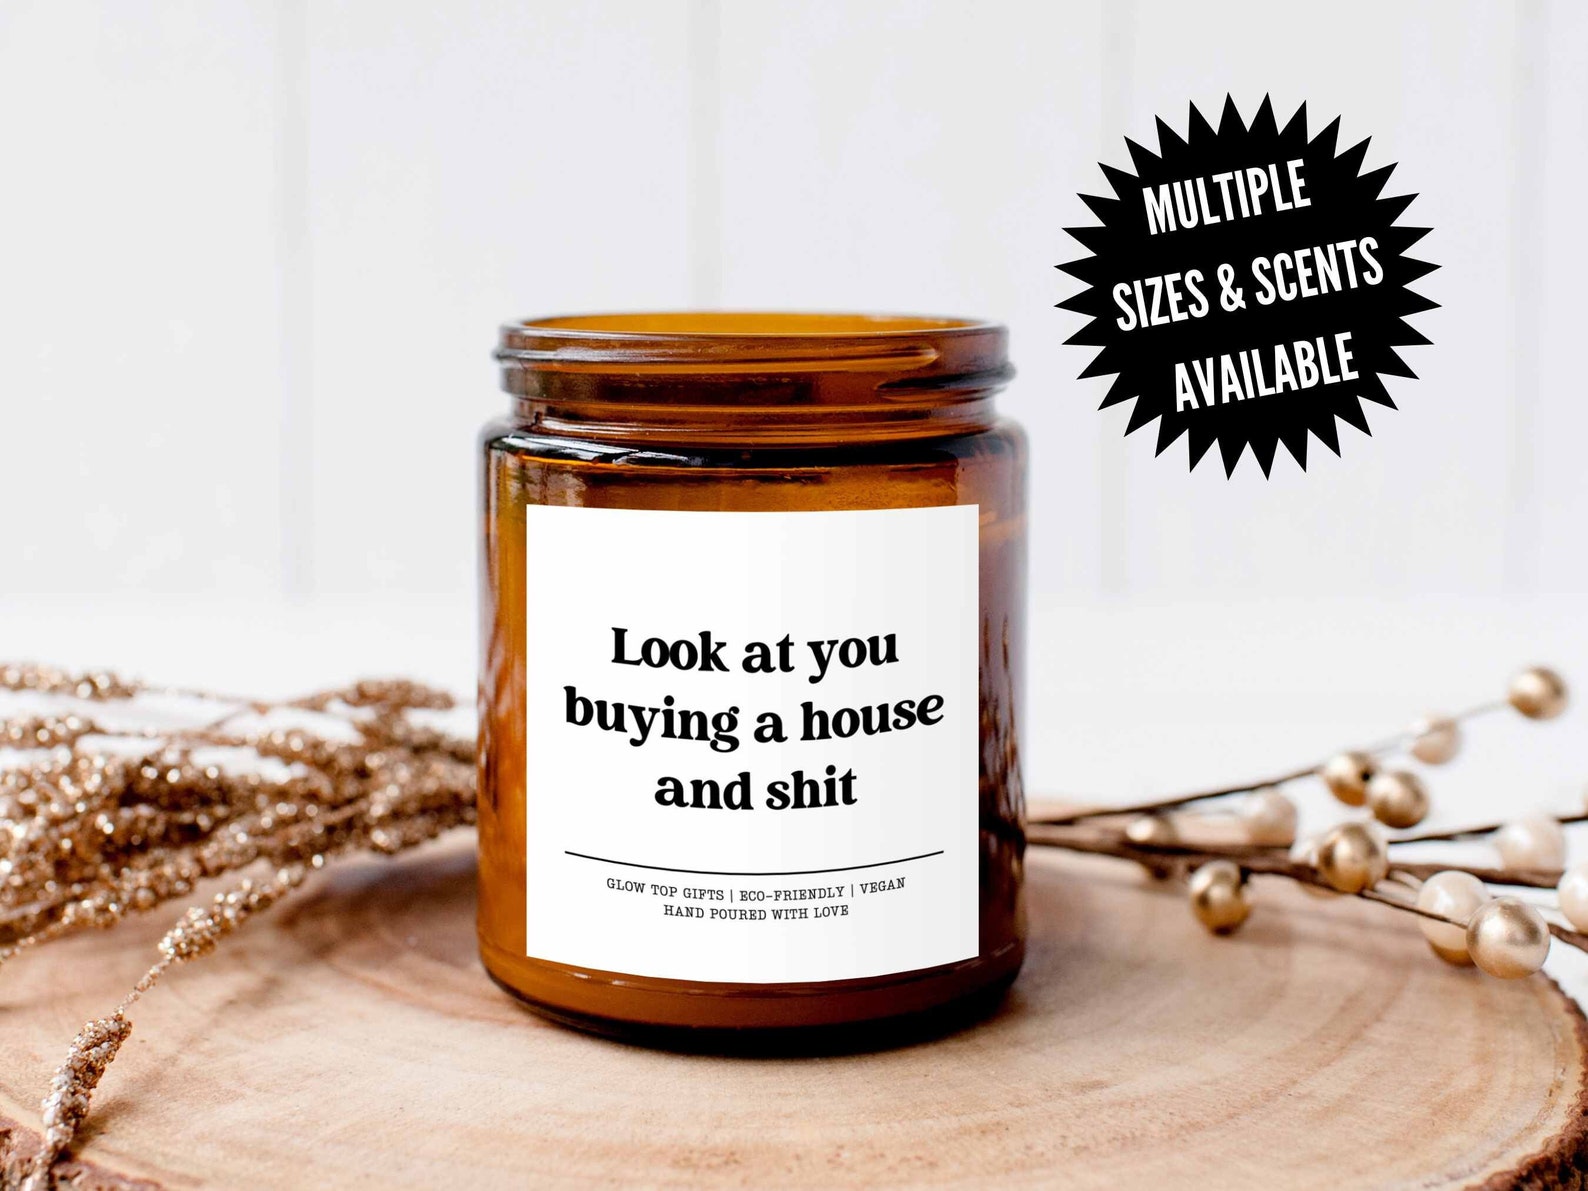 MULTIPLE
SIZES & SCENTS
AVAILABLE
Look at you
buying a house
and shit
GLOW TOP GIFTS | ECO-FRIENDLY | VEGAN
HAND POURED WITH LOVE